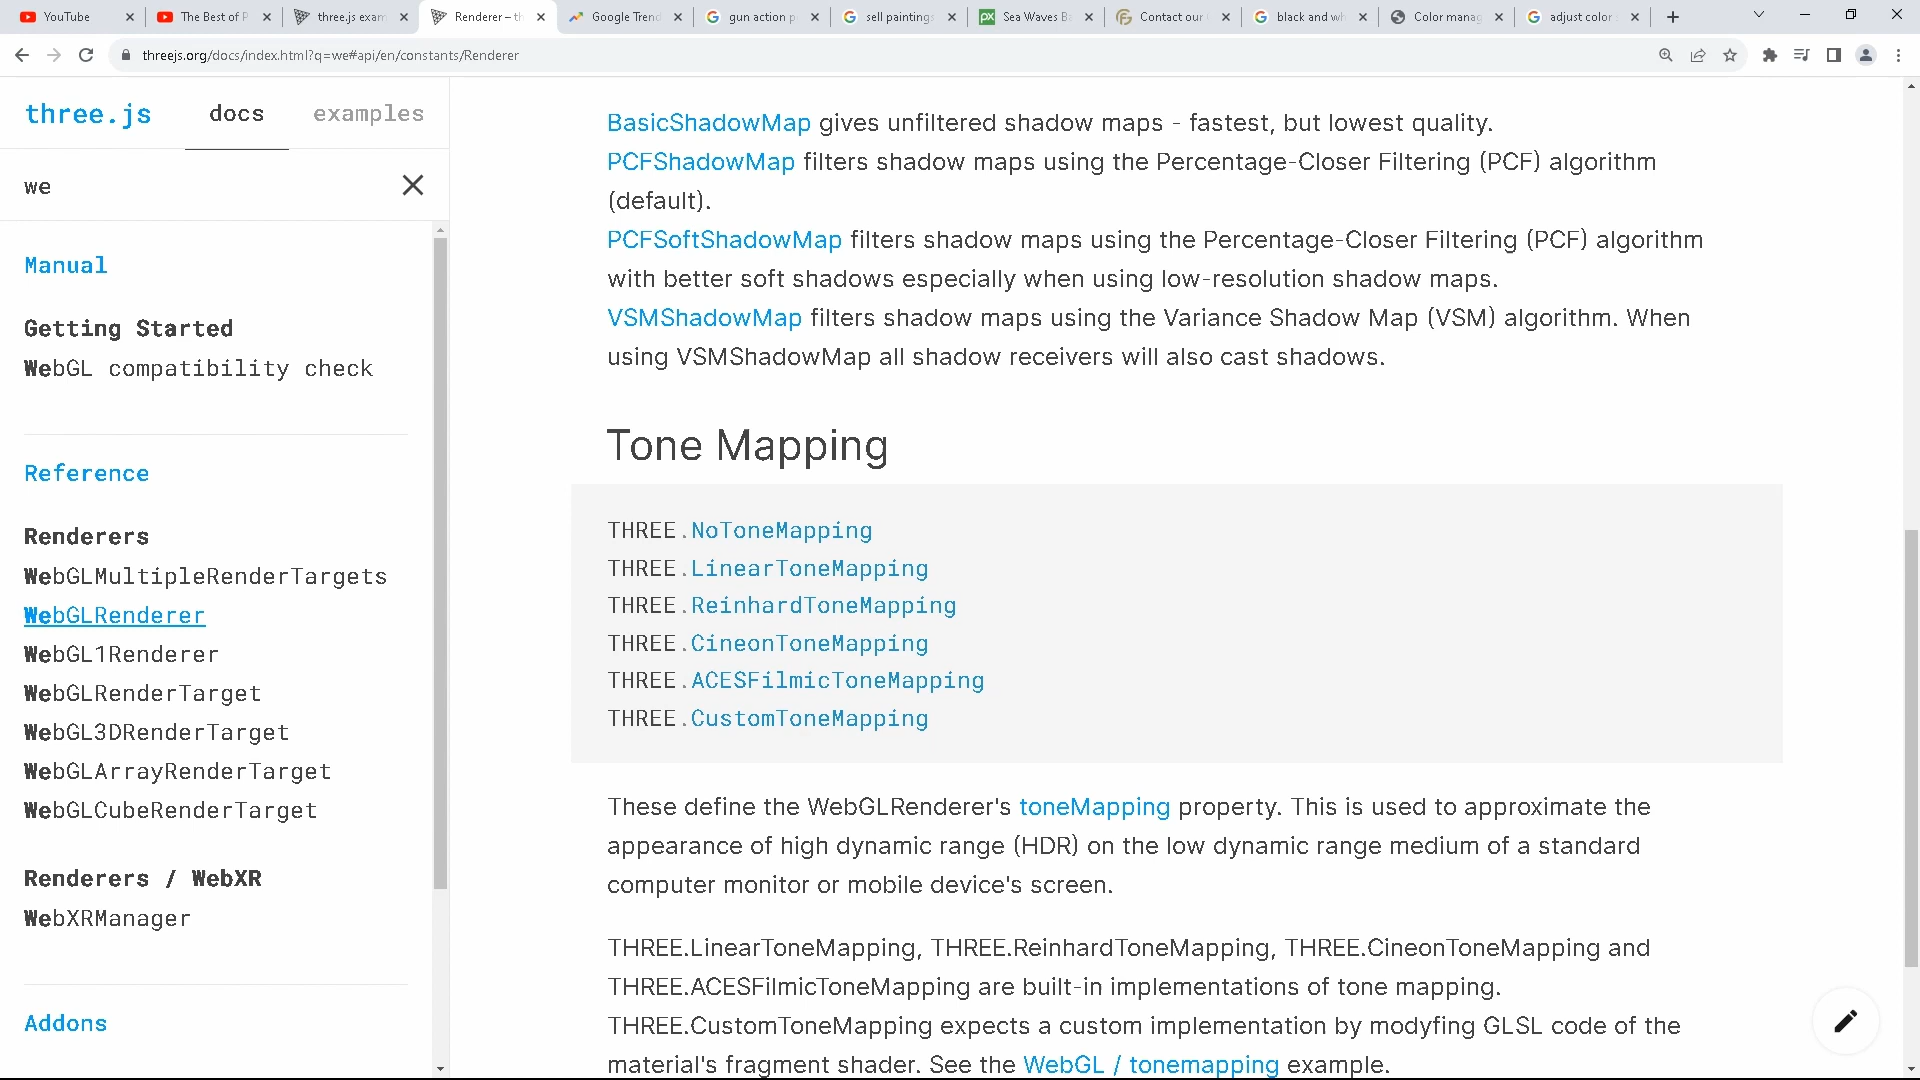 YouTube
The Best of P
three.js exam
Renderer – th
Google Trend
gun action p
sell paintings
Sea Waves Ba
Contact our
black and wh
Color manag
adjust color
threejs.org/docs/index.html?q=we#api/en/constants/Renderer
three.js docs examples
we
Manual
Getting Started
WebGL compatibility check
Reference
Renderers
WebGLMultipleRenderTargets
WebGLRenderer
WebGL1Renderer
WebGLRenderTarget
WebGL3DRenderTarget
WebGLArrayRenderTarget
WebGLCubeRenderTarget
Renderers / WebXR
WebXRManager
Addons
BasicShadowMap gives unfiltered shadow maps - fastest, but lowest quality.
PCFShadowMap filters shadow maps using the Percentage-Closer Filtering (PCF) algorithm
(default).
PCFSoftShadowMap filters shadow maps using the Percentage-Closer Filtering (PCF) algorithm
with better soft shadows especially when using low-resolution shadow maps.
VSMShadowMap filters shadow maps using the Variance Shadow Map (VSM) algorithm. When
using VSMShadowMap all shadow receivers will also cast shadows.
Tone Mapping
THREE.NoToneMapping
THREE.LinearToneMapping
THREE.ReinhardToneMapping
THREE.CineonToneMapping
THREE.ACESFilmicToneMapping
THREE.CustomToneMapping
These define the WebGLRenderer's toneMapping property. This is used to approximate the
appearance of high dynamic range (HDR) on the low dynamic range medium of a standard
computer monitor or mobile device's screen.
THREE.LinearToneMapping, THREE.ReinhardToneMapping, THREE.CineonToneMapping and
THREE.ACESFilmicToneMapping are built-in implementations of tone mapping.
THREE.CustomToneMapping expects a custom implementation by modyfing GLSL code of the
material's fragment shader. See the WebGL / tonemapping example.